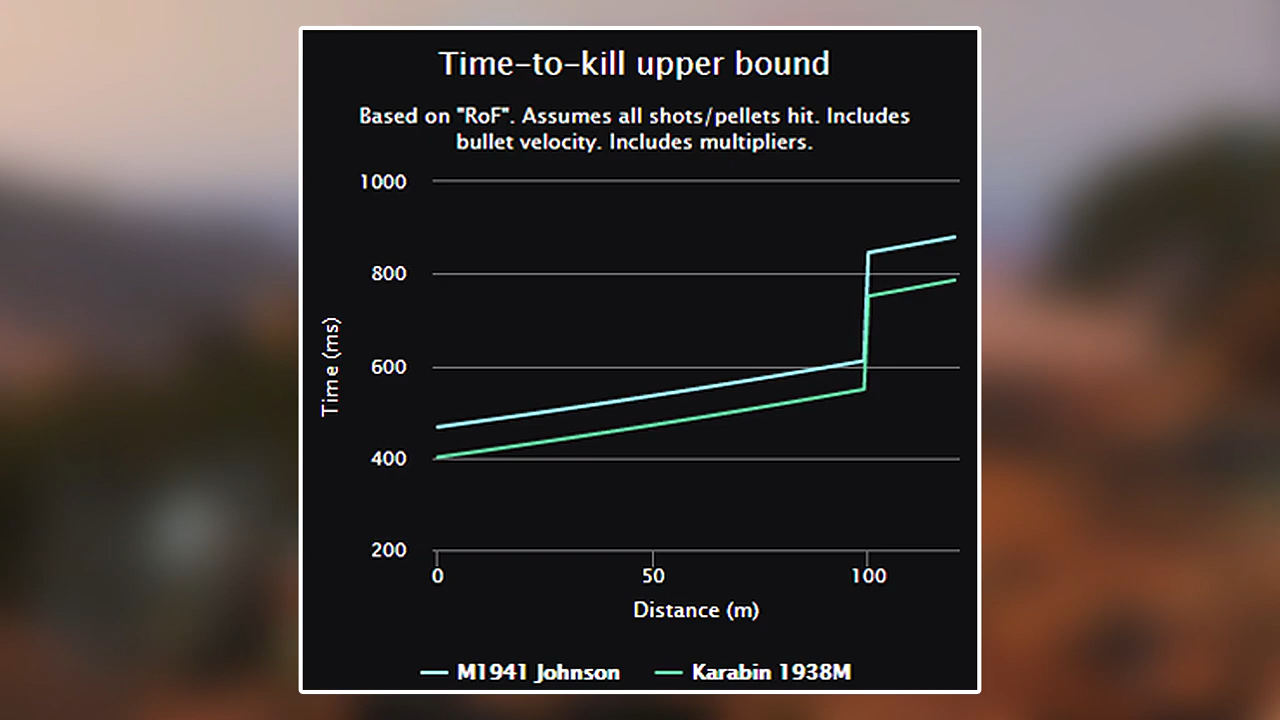 Time-to-kill upper bound
Based on "RoF". Assumes all shots/pellets hit. Includes
bullet velocity. Includes multipliers.
1000
800
600
400
200
Time (ms)
0 50 100
Distance (m)
M1941 Johnson Karabin 1938M